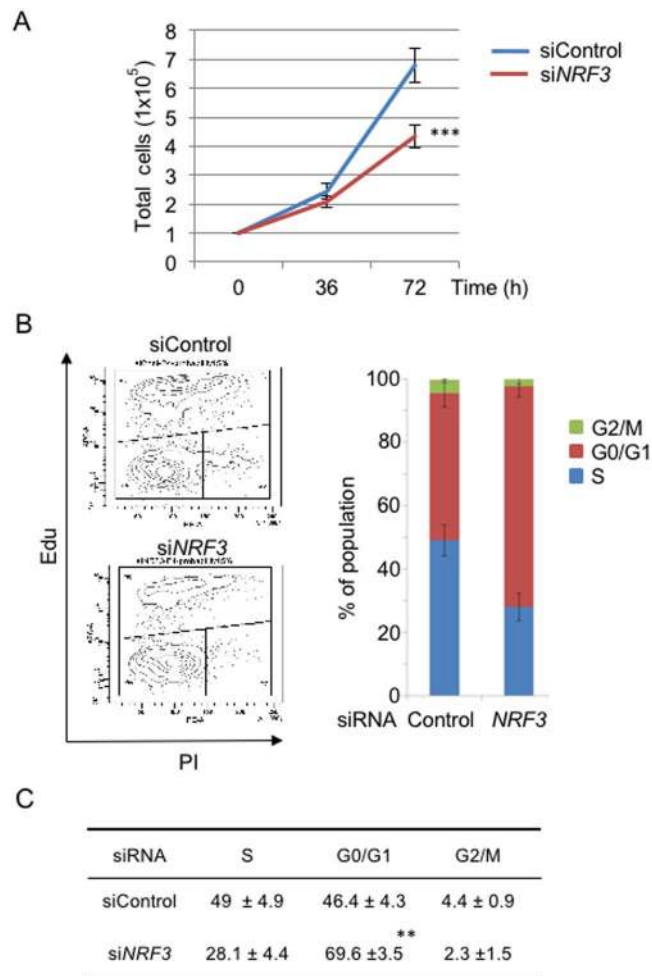 A
8
7
6
5
4
3
2
1
0
Total cells (1x10⁵)
siControl
siNRF3
***
0 36 72 Time (h)
B
siControl
siNRF3
Edu
PI
100
80
60
40
20
0
% of population
G2/M
G0/G1
S
siRNA Control NRF3
C
siRNA S G0/G1 G2/M
siControl 49 ± 4.9 46.4 ± 4.3 4.4 ± 0.9
**
siNRF3 28.1 ± 4.4 69.6 ±3.5 2.3 ±1.5